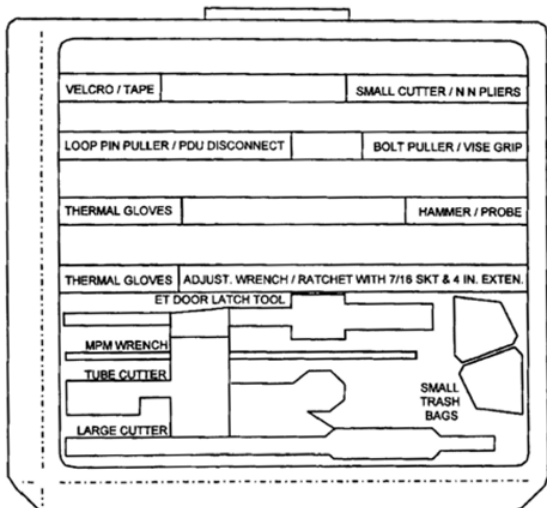 VELCRO / TAPE
SMALL CUTTER / N N PLIERS
LOOP PIN PULLER / PDU DISCONNECT
BOLT PULLER / VISE GRIP
THERMAL GLOVES
HAMMER / PROBE
THERMAL GLOVES
ADJUST. WRENCH / RATCHET WITH 7/16 SKT & 4 IN. EXTEN.
ET DOOR LATCH TOOL
MPM WRENCH
TUBE CUTTER
SMALL
TRASH
BAGS
LARGE CUTTER